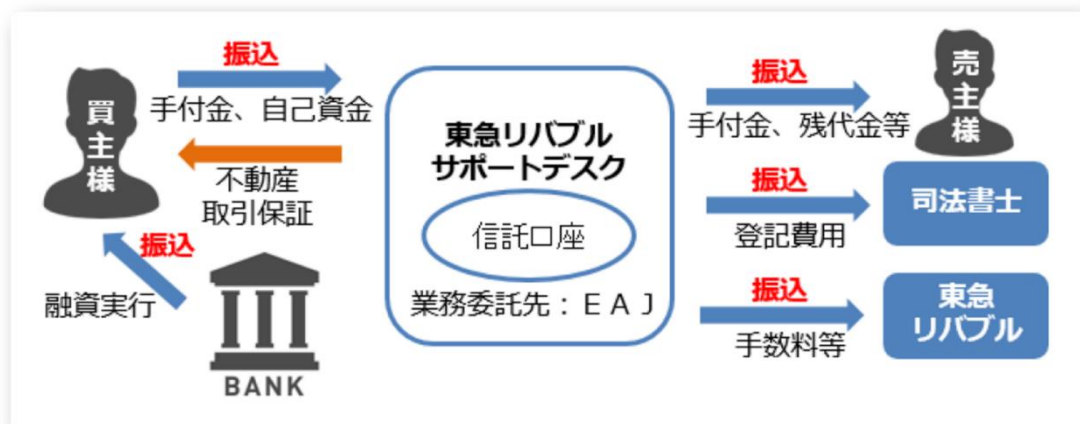 振込
手付金、自己資金
買主様
不動産
取引保証
振込
融資実行
BANK
東急リバブル
サポートデスク
信託口座
業務委託先：ＥＡＪ
振込
手付金、残代金等
売主様
振込
登記費用
司法書士
振込
手数料等
東急
リバブル